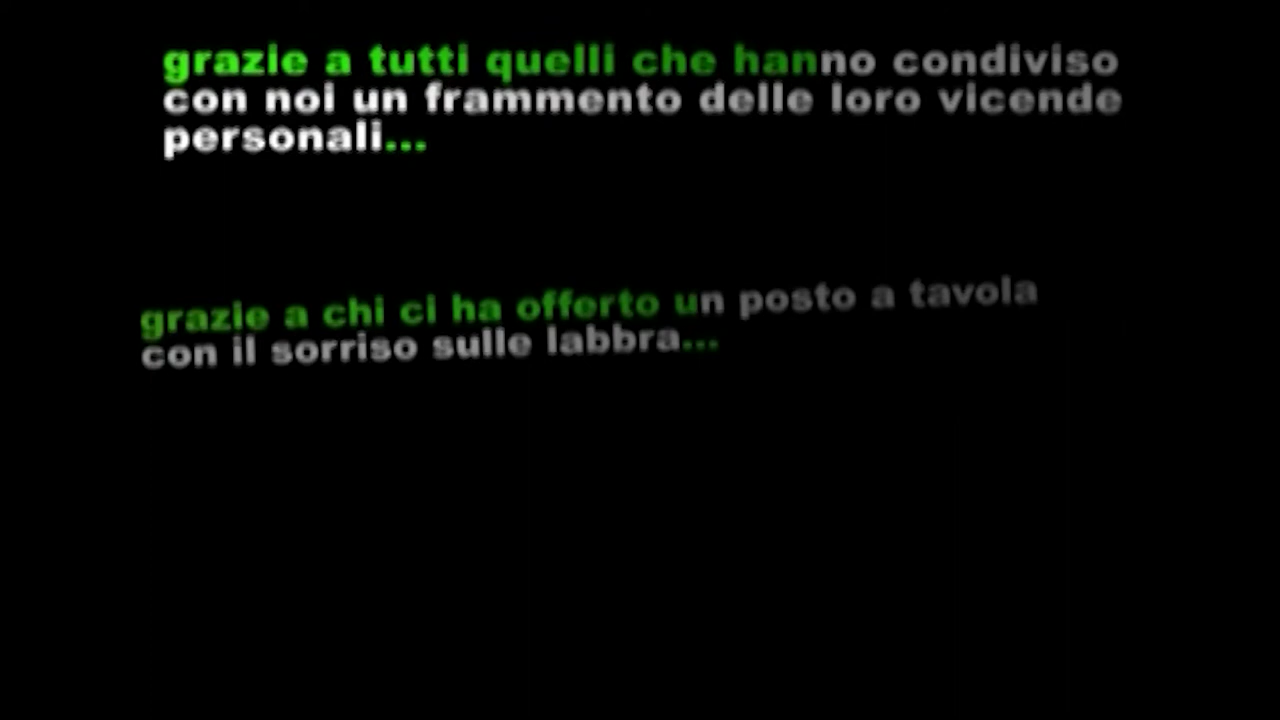 grazie a tutti quelli che hanno condiviso
con noi un frammento delle loro vicende
personali...
grazie a chi ci ha offerto un posto a tavola
con il sorriso sulle labbra...